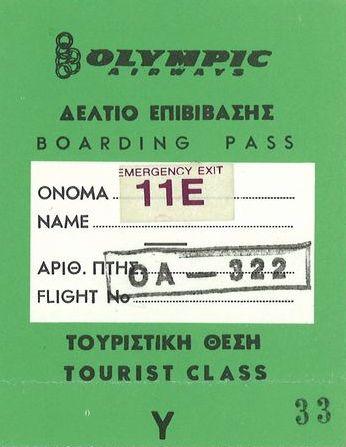 OLYMPIC
AIRWAYS
ΔΕΛΤΙΟ ΕΠΙΒΙΒΑΣΗΣ
BOARDING PASS
EMERGENCY EXIT
ΟΝΟΜΑ 11E
NAME
ΑΡΙΘ. ΠΤΗΣ
OA — 322
FLIGHT No
ΤΟΥΡΙΣΤΙΚΗ ΘΕΣΗ
TOURIST CLASS
Y
33